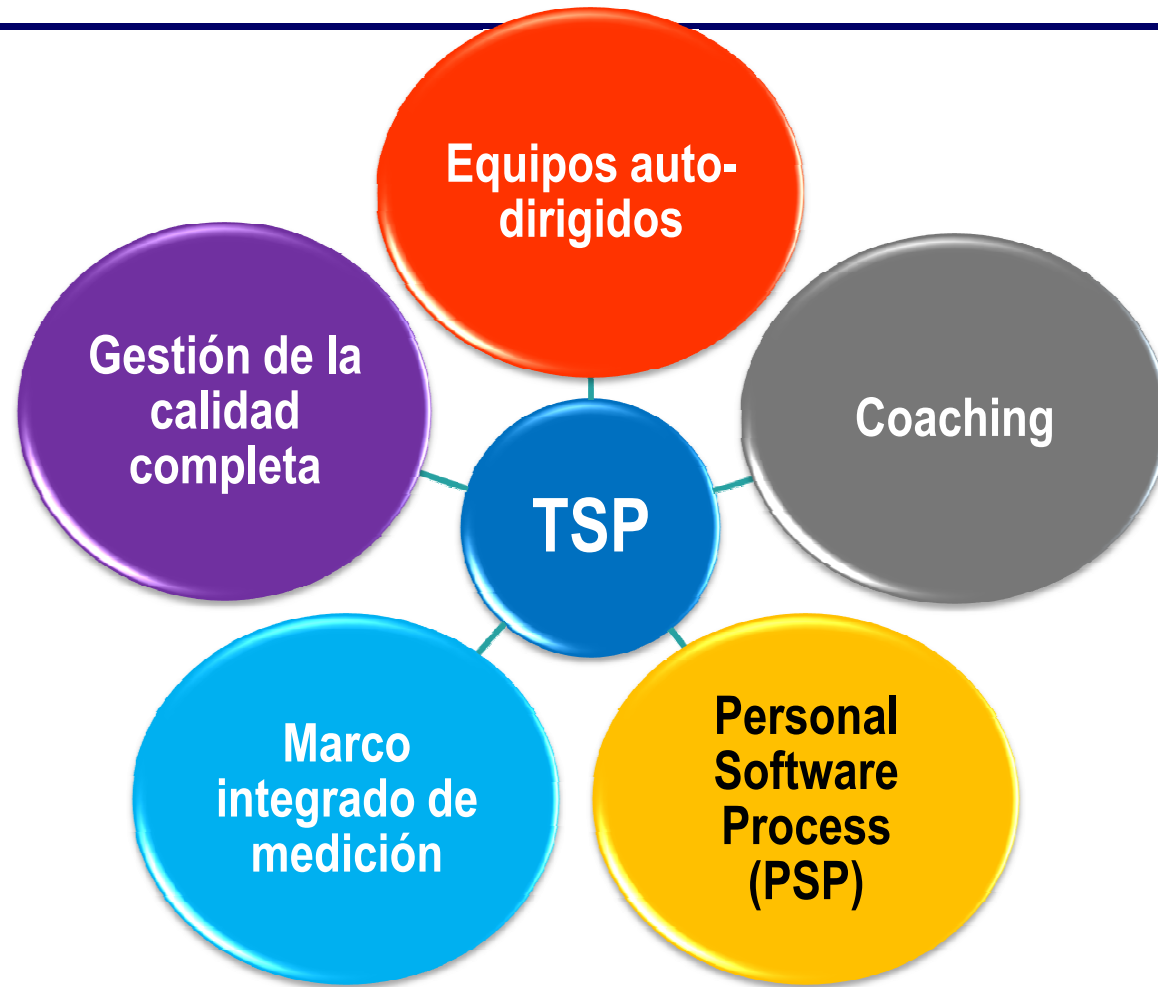 Equipos auto-
dirigidos
Gestión de la
calidad
completa
Coaching
TSP
Marco
integrado de
medición
Personal
Software
Process
(PSP)